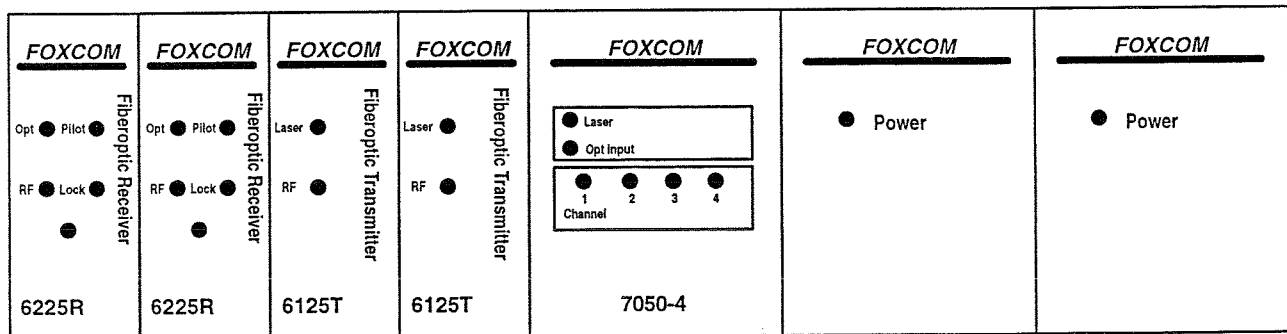 FOXCOM
Opt Pilot
RF Lock
Fiberoptic Receiver
6225R
FOXCOM
Opt Pilot
RF Lock
Fiberoptic Receiver
6225R
FOXCOM
Laser
RF
Fiberoptic Transmitter
6125T
FOXCOM
Laser
RF
Fiberoptic Transmitter
6125T
FOXCOM
Laser
Opt Input
1 2 3 4
Channel
7050-4
FOXCOM
Power
FOXCOM
Power